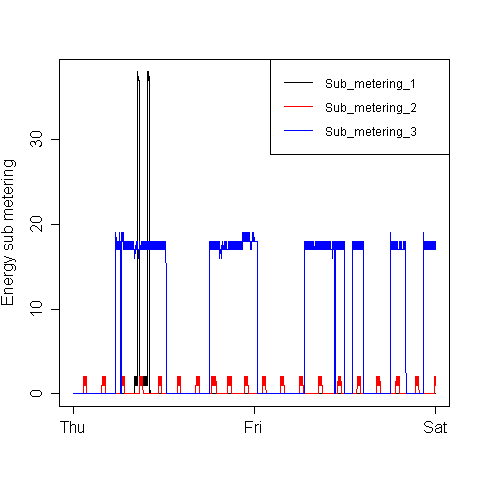 Sub_metering_1
Sub_metering_2
Sub_metering_3
Energy sub metering
30
20
10
0
Thu Fri Sat